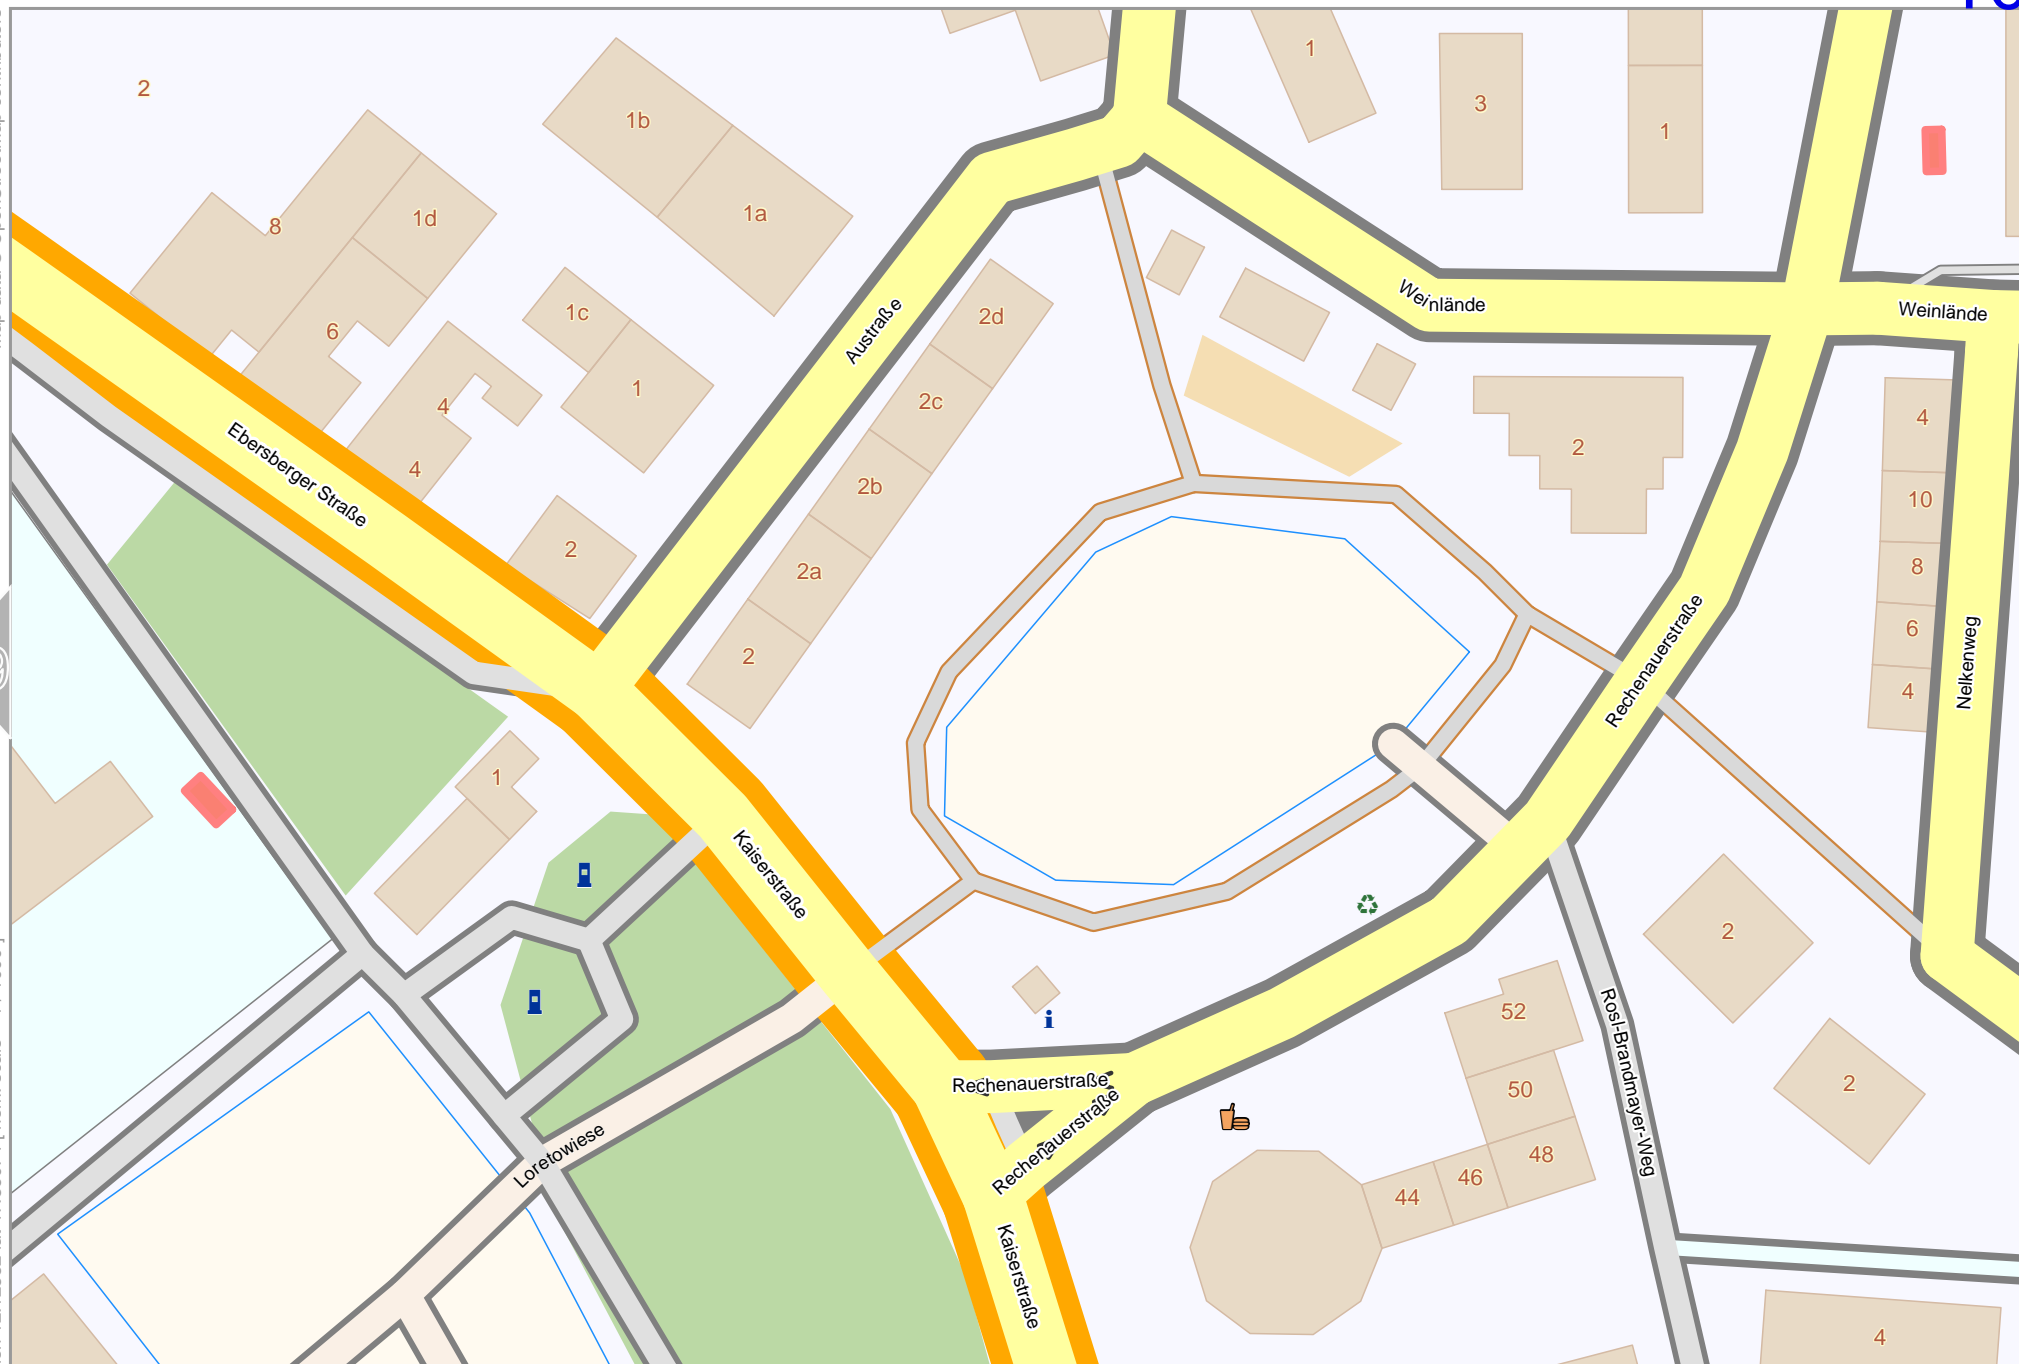 2
1b
1
3
1
8
1d
1a
6
1c
2d
Weinlände
Weinlände
Austraße
4
1
2c
2
4
Ebersberger Straße
4
2b
10
2
2a
8
Rechenauerstraße
6
Nelkenweg
2
4
1
Kaiserstraße
2
52
Rosl-Brandmayer-Weg
Rechenauerstraße
50
2
Rechenauerstraße
Loretowiese
48
46
44
Kaiserstraße
4